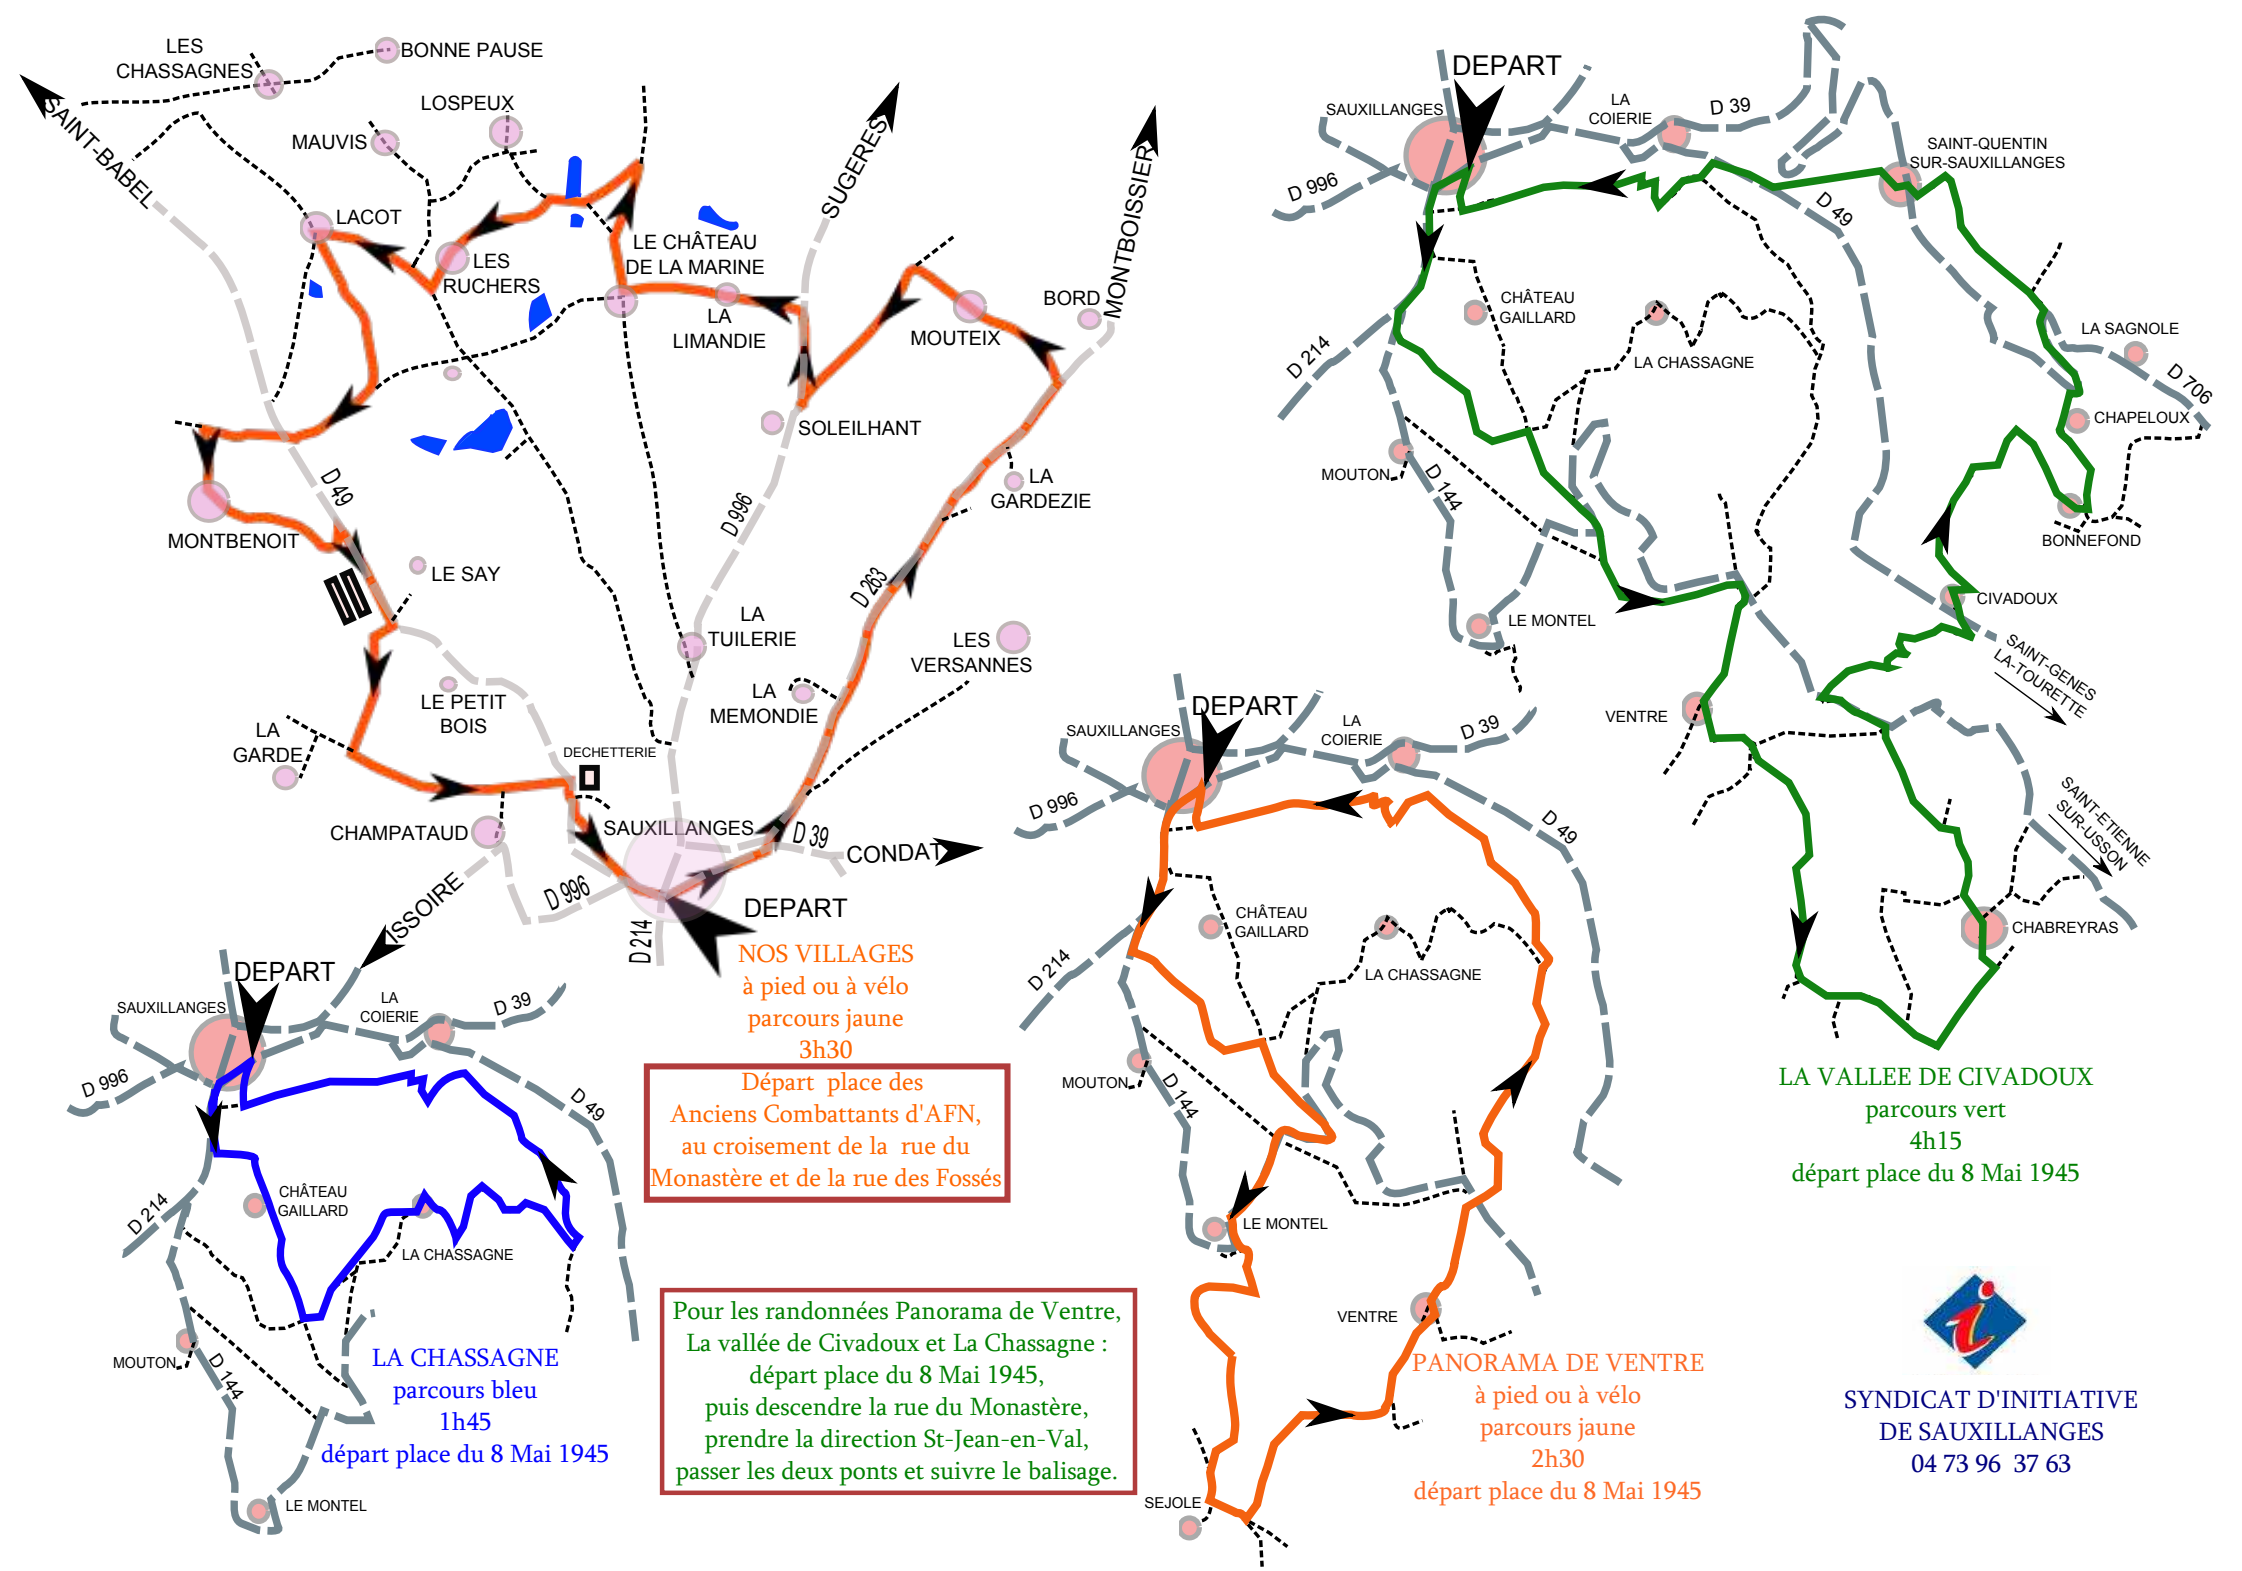 LES
CHASSAGNES
BONNE PAUSE
SAINT-BABEL
MAUVIS
LOSPEUX
LACOT
LES
RUCHERS
LE CHÂTEAU
DE LA MARINE
LA
LIMANDIE
SUGERES
MONTBOISSIER
BORD
MOUTEIX
SOLEILHANT
LA
GARDEZIE
D 49
D 996
D 263
MONTBENOIT
LE SAY
LA
TUILERIE
LES
VERSANNES
LA
MEMONDIE
LE PETIT
BOIS
LA
GARDE
DECHETTERIE
CHAMPATAUD
SAUXILLANGES
D 39
CONDAT
ISSOIRE
D 996
D 214
DEPART
NOS VILLAGES
à pied ou à vélo
parcours jaune
3h30
Départ place des
Anciens Combattants d'AFN,
au croisement de la rue du
Monastère et de la rue des Fossés
DEPART
SAUXILLANGES
LA
COIERIE
D 39
D 996
D 49
SAINT-QUENTIN
SUR-SAUXILLANGES
CHÂTEAU
GAILLARD
LA CHASSAGNE
D 214
LA SAGNOLE
D 706
CHAPELOUX
MOUTON
D 144
BONNEFOND
LE MONTEL
CIVADOUX
SAINT-GENES
LA-TOURETTE
VENTRE
SAINT-ETIENNE
SUR-USSON
CHABREYRAS
LA VALLEE DE CIVADOUX
parcours vert
4h15
départ place du 8 Mai 1945
DEPART
SAUXILLANGES
LA
COIERIE
D 39
D 996
D 49
CHÂTEAU
GAILLARD
LA CHASSAGNE
D 214
MOUTON
D 144
LE MONTEL
VENTRE
SEJOLE
PANORAMA DE VENTRE
à pied ou à vélo
parcours jaune
2h30
départ place du 8 Mai 1945
DEPART
SAUXILLANGES
LA
COIERIE
D 39
D 996
D 49
CHÂTEAU
GAILLARD
D 214
LA CHASSAGNE
MOUTON
D 144
LE MONTEL
LA CHASSAGNE
parcours bleu
1h45
départ place du 8 Mai 1945
Pour les randonnées Panorama de Ventre,
La vallée de Civadoux et La Chassagne :
départ place du 8 Mai 1945,
puis descendre la rue du Monastère,
prendre la direction St-Jean-en-Val,
passer les deux ponts et suivre le balisage.
i
SYNDICAT D'INITIATIVE
DE SAUXILLANGES
04 73 96 37 63